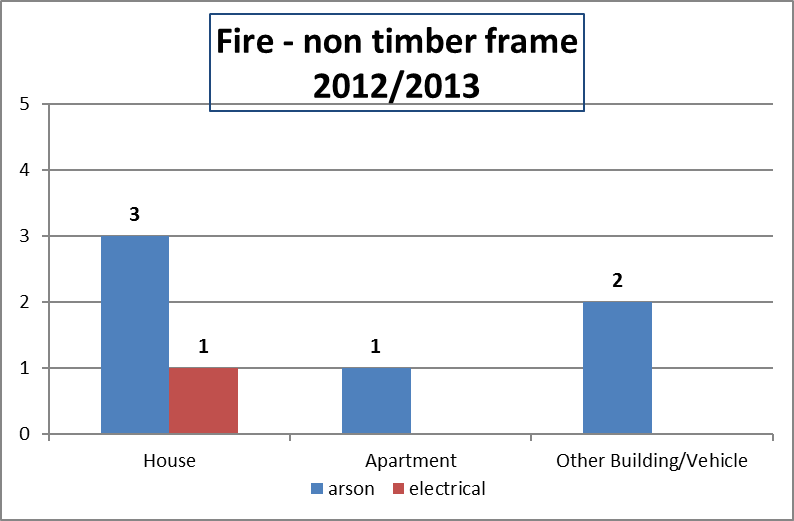 Fire - non timber frame
2012/2013
5
4
3
2
1
0
3
1
1
2
House
Apartment
Other Building/Vehicle
arson
electrical